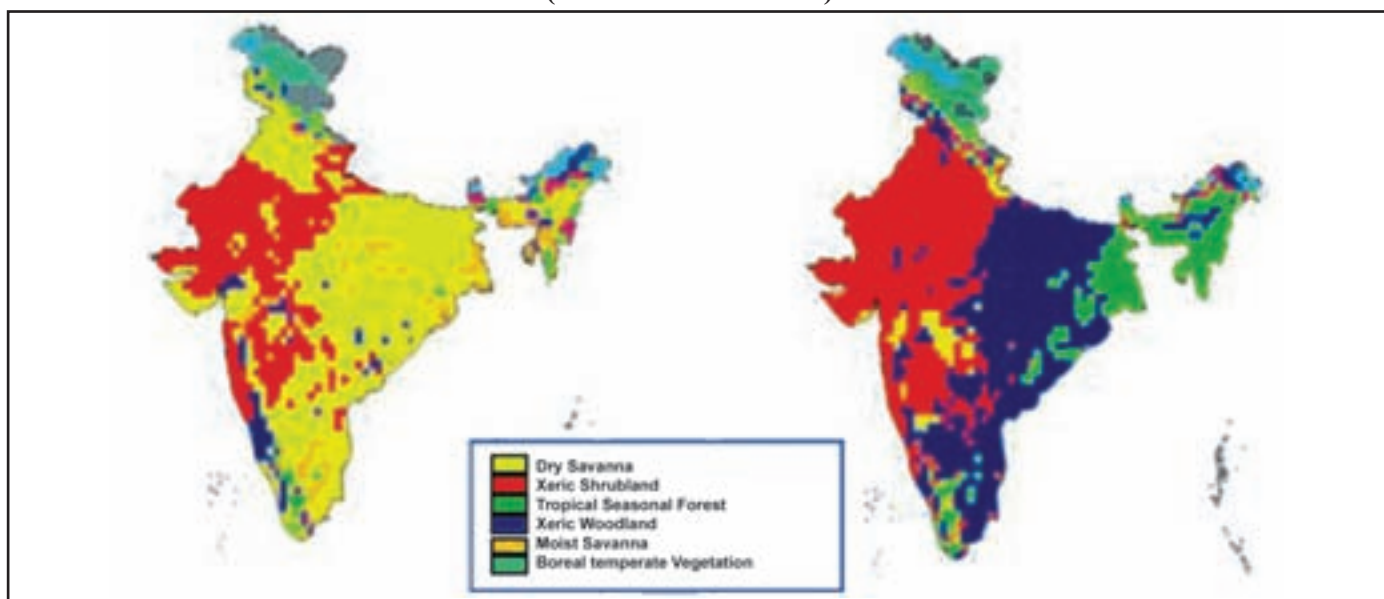 Dry Savanna
Xeric Shrubland
Tropical Seasonal Forest
Xeric Woodland
Moist Savanna
Boreal temperate Vegetation